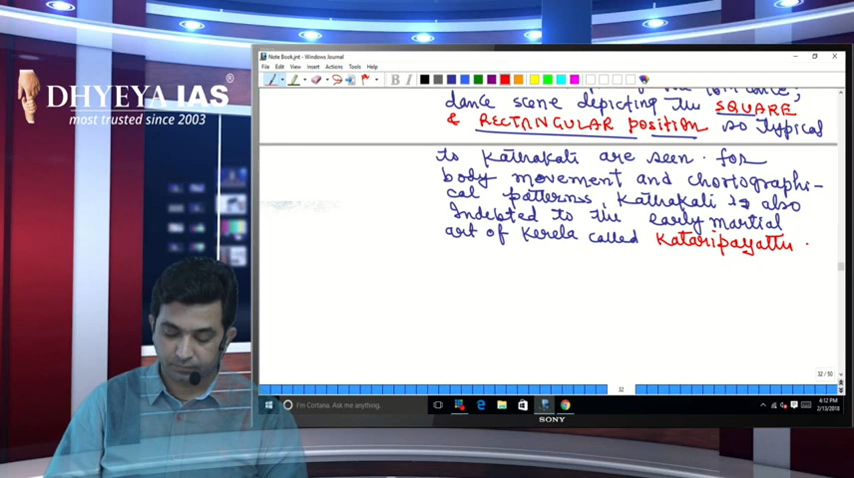 DHYEYA IAS®
most trusted since 2003
Note Book.jnt - Windows Journal
File Edit View Insert Actions Tools Help
B I
dance scene depicting the SQUARE
& RECTANGULAR position so typical
to Kathakali are seen. for
body movement and choriographi-
cal patterns, Kathakali is also
Indebted to the early martial
art of Kerela called Kataripayattu.
32 / 50
32
I'm Cortana. Ask me anything.
4:12 PM
2/13/2018
SONY